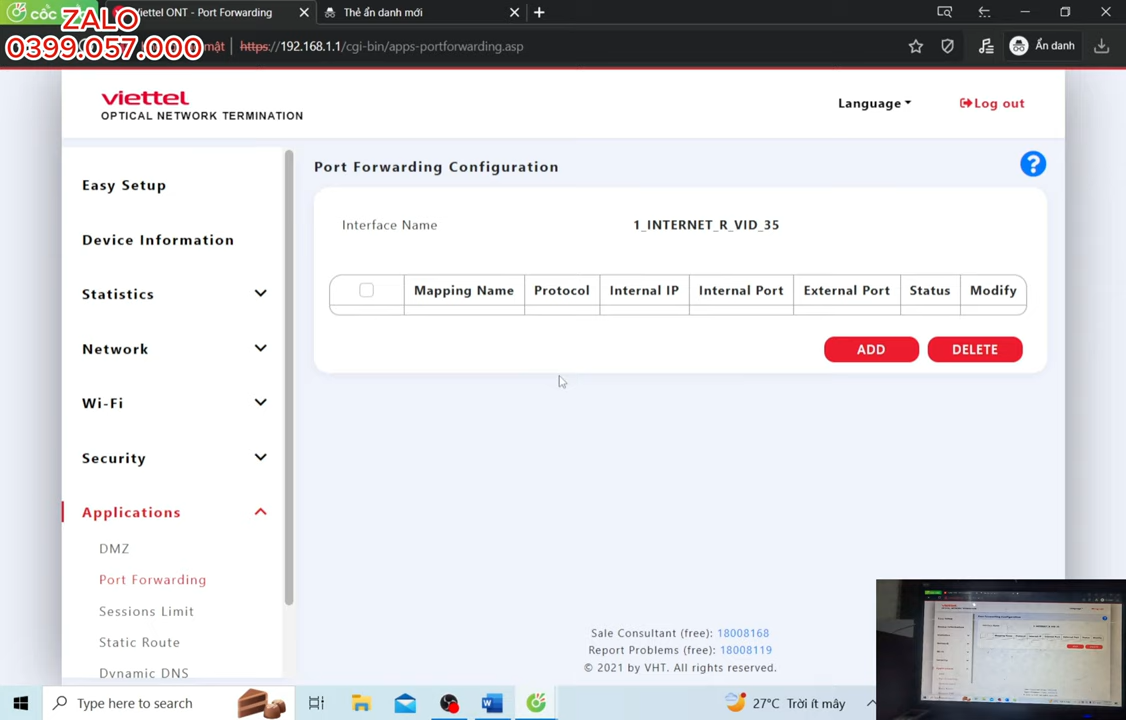 cốc cốc
Viettel ONT - Port Forwarding
Thẻ ẩn danh mới
ZALO
0399.057.000
mật
https://192.168.1.1/cgi-bin/apps-portforwarding.asp
Ẩn danh
viettel
OPTICAL NETWORK TERMINATION
Language
Log out
Easy Setup
Device Information
Statistics
Network
Wi-Fi
Security
Applications
DMZ
Port Forwarding
Sessions Limit
Static Route
Dynamic DNS
Port Forwarding Configuration
?
Interface Name 1_INTERNET_R_VID_35
Mapping Name Protocol Internal IP Internal Port External Port Status Modify
ADD DELETE
Sale Consultant (free): 18008168
Report Problems (free): 18008119
© 2021 by VHT. All rights reserved.
Type here to search
27°C Trời ít mây